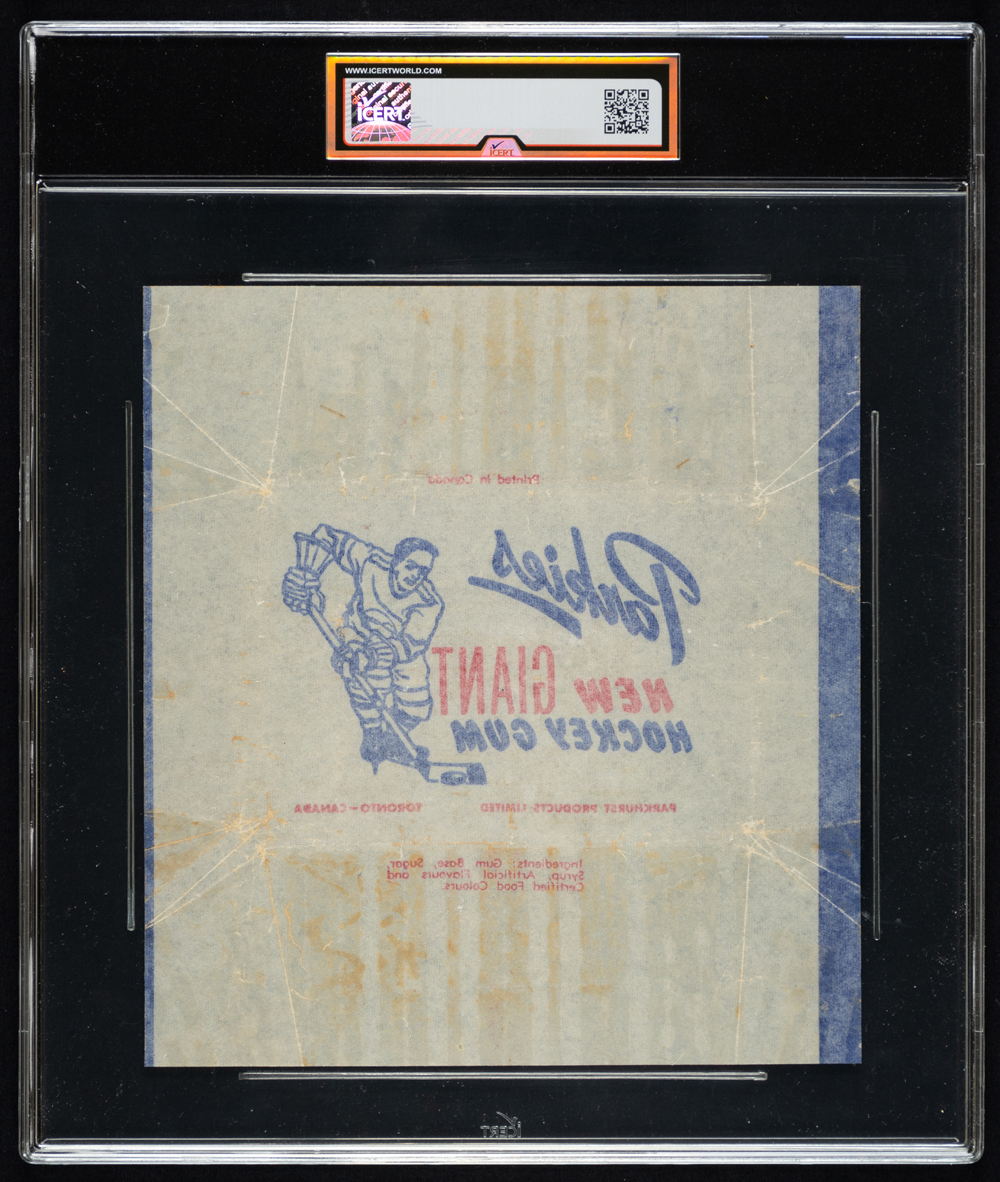 WWW.ICERTWORLD.COM
ICERT
ICERT
Printed in Canada
Parkies
NEW GIANT
HOCKEY GUM
PARKHURST PRODUCTS LIMITED TORONTO - CANADA
Ingredients: Gum Base, Sugar,
Syrup, Artificial Flavours and
Certified Food Colours.
ICERT